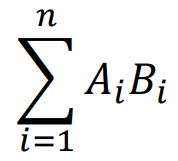 n
∑ AᵢBᵢ
i=1